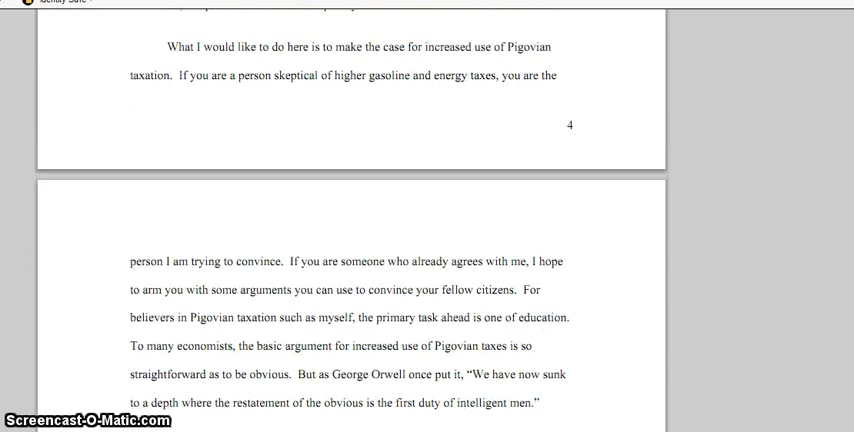 What I would like to do here is to make the case for increased use of Pigovian
taxation.  If you are a person skeptical of higher gasoline and energy taxes, you are the
4
person I am trying to convince.  If you are someone who already agrees with me, I hope
to arm you with some arguments you can use to convince your fellow citizens.  For
believers in Pigovian taxation such as myself, the primary task ahead is one of education.
To many economists, the basic argument for increased use of Pigovian taxes is so
straightforward as to be obvious.  But as George Orwell once put it, “We have now sunk
to a depth where the restatement of the obvious is the first duty of intelligent men.”
Screencast-O-Matic.com